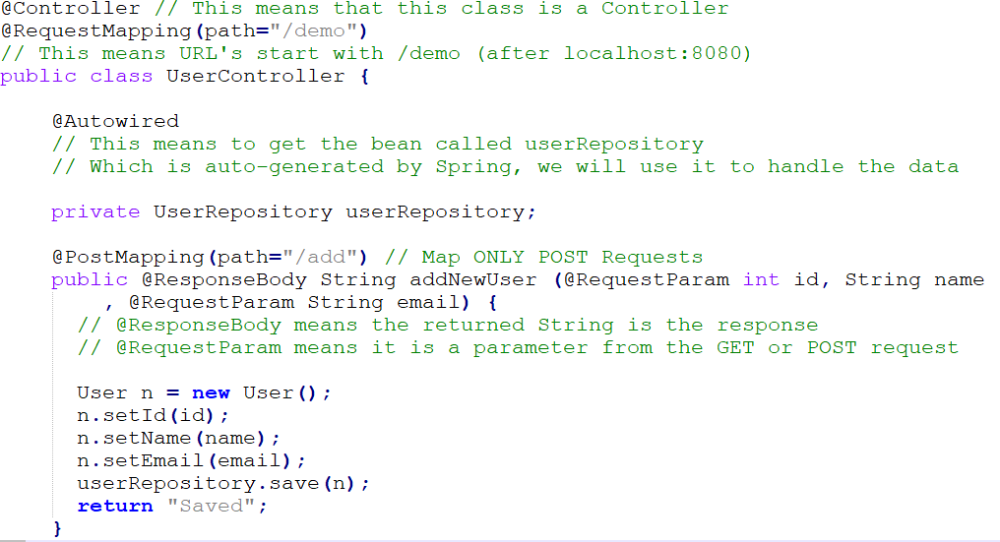 @Controller // This means that this class is a Controller
@RequestMapping(path="/demo")
// This means URL's start with /demo (after localhost:8080)
public class UserController {
@Autowired
// This means to get the bean called userRepository
// Which is auto-generated by Spring, we will use it to handle the data
private UserRepository userRepository;
@PostMapping(path="/add") // Map ONLY POST Requests
public @ResponseBody String addNewUser (@RequestParam int id, String name
, @RequestParam String email) {
// @ResponseBody means the returned String is the response
// @RequestParam means it is a parameter from the GET or POST request
User n = new User();
n.setId(id);
n.setName(name);
n.setEmail(email);
userRepository.save(n);
return "Saved";
}